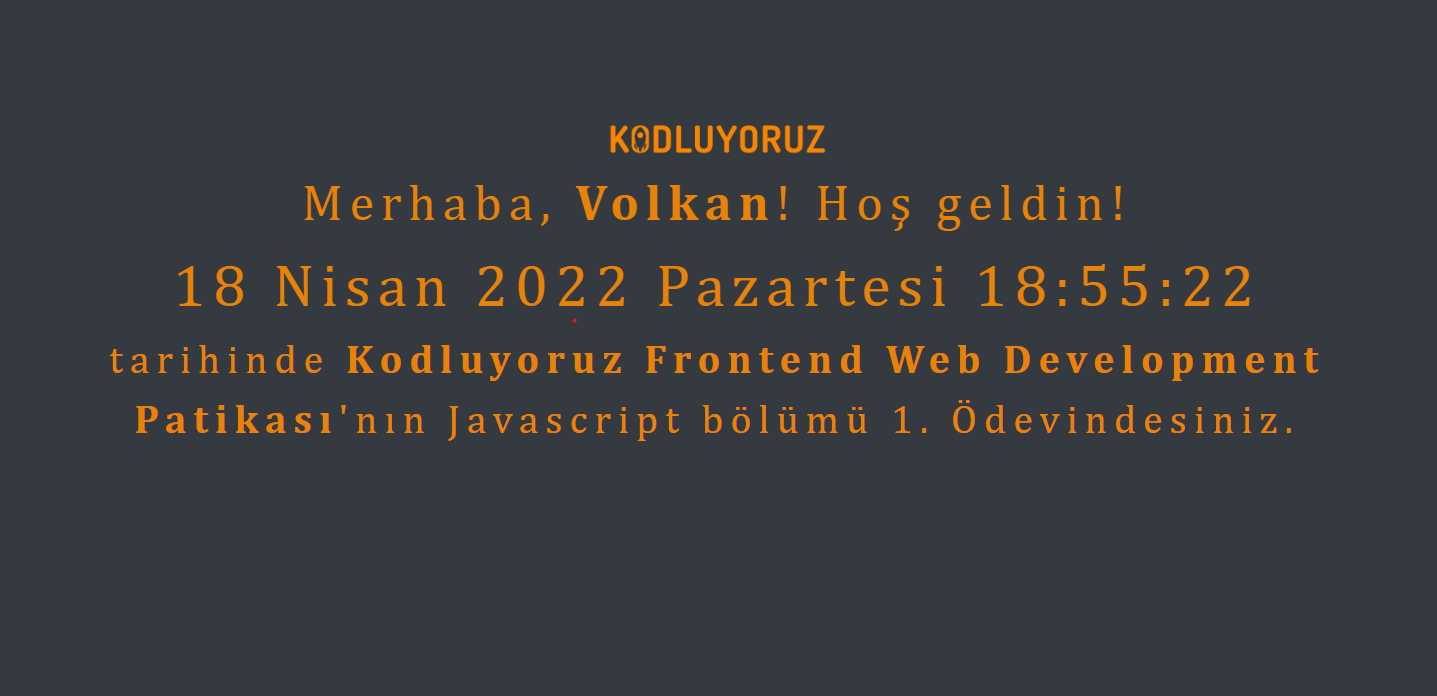 KODLUYORUZ
Merhaba, Volkan! Hoş geldin!
18 Nisan 2022 Pazartesi 18:55:22
tarihinde Kodluyoruz Frontend Web Development
Patikası'nın Javascript bölümü 1. Ödevindesiniz.